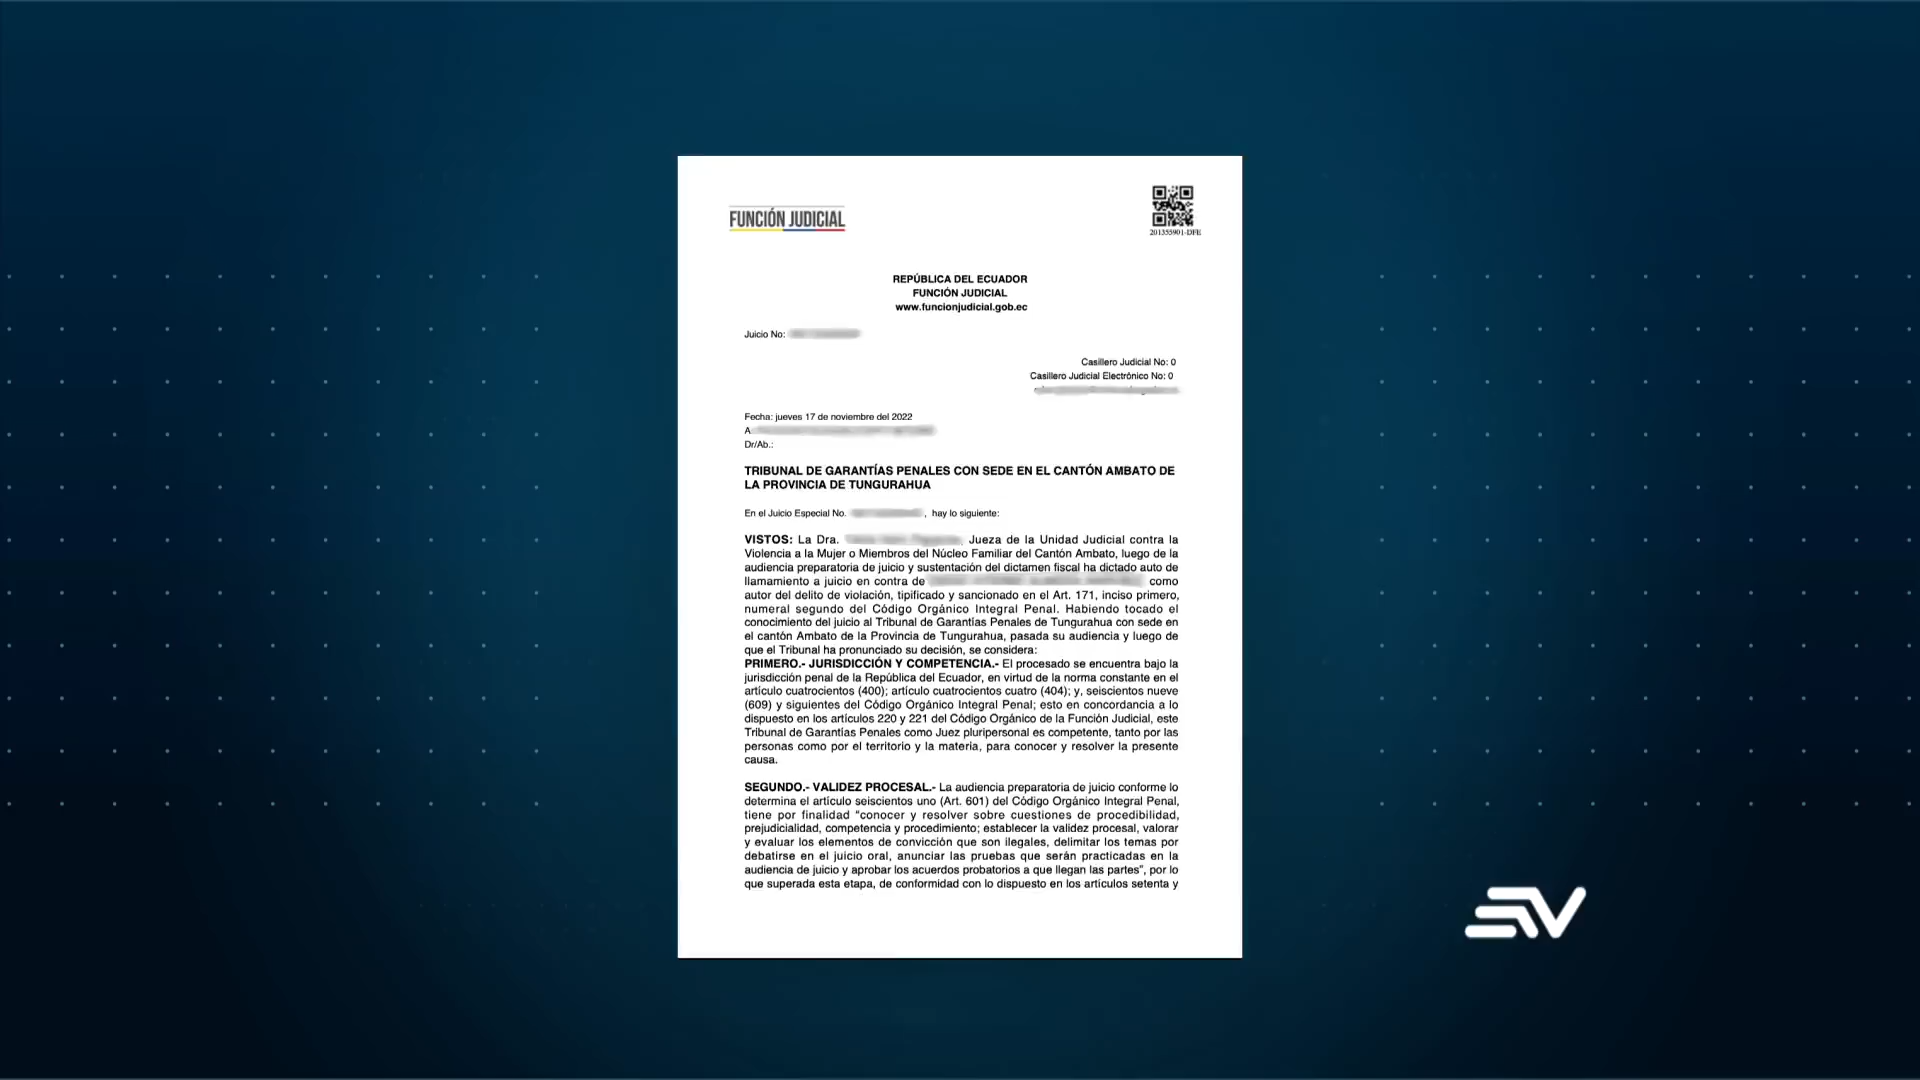 FUNCIÓN JUDICIAL
201355901-DFE
REPÚBLICA DEL ECUADOR
FUNCIÓN JUDICIAL
www.funcionjudicial.gob.ec
Juicio No:
Casillero Judicial No: 0
Casillero Judicial Electrónico No: 0
Fecha: jueves 17 de noviembre del 2022
A
Dr/Ab.:
TRIBUNAL DE GARANTÍAS PENALES CON SEDE EN EL CANTÓN AMBATO DE
LA PROVINCIA DE TUNGURAHUA
En el Juicio Especial No. , hay lo siguiente:
VISTOS: La Dra. , Jueza de la Unidad Judicial contra la
Violencia a la Mujer o Miembros del Núcleo Familiar del Cantón Ambato, luego de la
audiencia preparatoria de juicio y sustentación del dictamen fiscal ha dictado auto de
llamamiento a juicio en contra de como
autor del delito de violación, tipificado y sancionado en el Art. 171, inciso primero,
numeral segundo del Código Orgánico Integral Penal. Habiendo tocado el
conocimiento del juicio al Tribunal de Garantías Penales de Tungurahua con sede en
el cantón Ambato de la Provincia de Tungurahua, pasada su audiencia y luego de
que el Tribunal ha pronunciado su decisión, se considera:
PRIMERO.- JURISDICCIÓN Y COMPETENCIA.- El procesado se encuentra bajo la
jurisdicción penal de la República del Ecuador, en virtud de la norma constante en el
artículo cuatrocientos (400); artículo cuatrocientos cuatro (404); y, seiscientos nueve
(609) y siguientes del Código Orgánico Integral Penal; esto en concordancia a lo
dispuesto en los artículos 220 y 221 del Código Orgánico de la Función Judicial, este
Tribunal de Garantías Penales como Juez pluripersonal es competente, tanto por las
personas como por el territorio y la materia, para conocer y resolver la presente
causa.
SEGUNDO.- VALIDEZ PROCESAL.- La audiencia preparatoria de juicio conforme lo
determina el artículo seiscientos uno (Art. 601) del Código Orgánico Integral Penal,
tiene por finalidad “conocer y resolver sobre cuestiones de procedibilidad,
prejudicialidad, competencia y procedimiento; establecer la validez procesal, valorar
y evaluar los elementos de convicción que son ilegales, delimitar los temas por
debatirse en el juicio oral, anunciar las pruebas que serán practicadas en la
audiencia de juicio y aprobar los acuerdos probatorios a que llegan las partes”, por lo
que superada esta etapa, de conformidad con lo dispuesto en los artículos setenta y